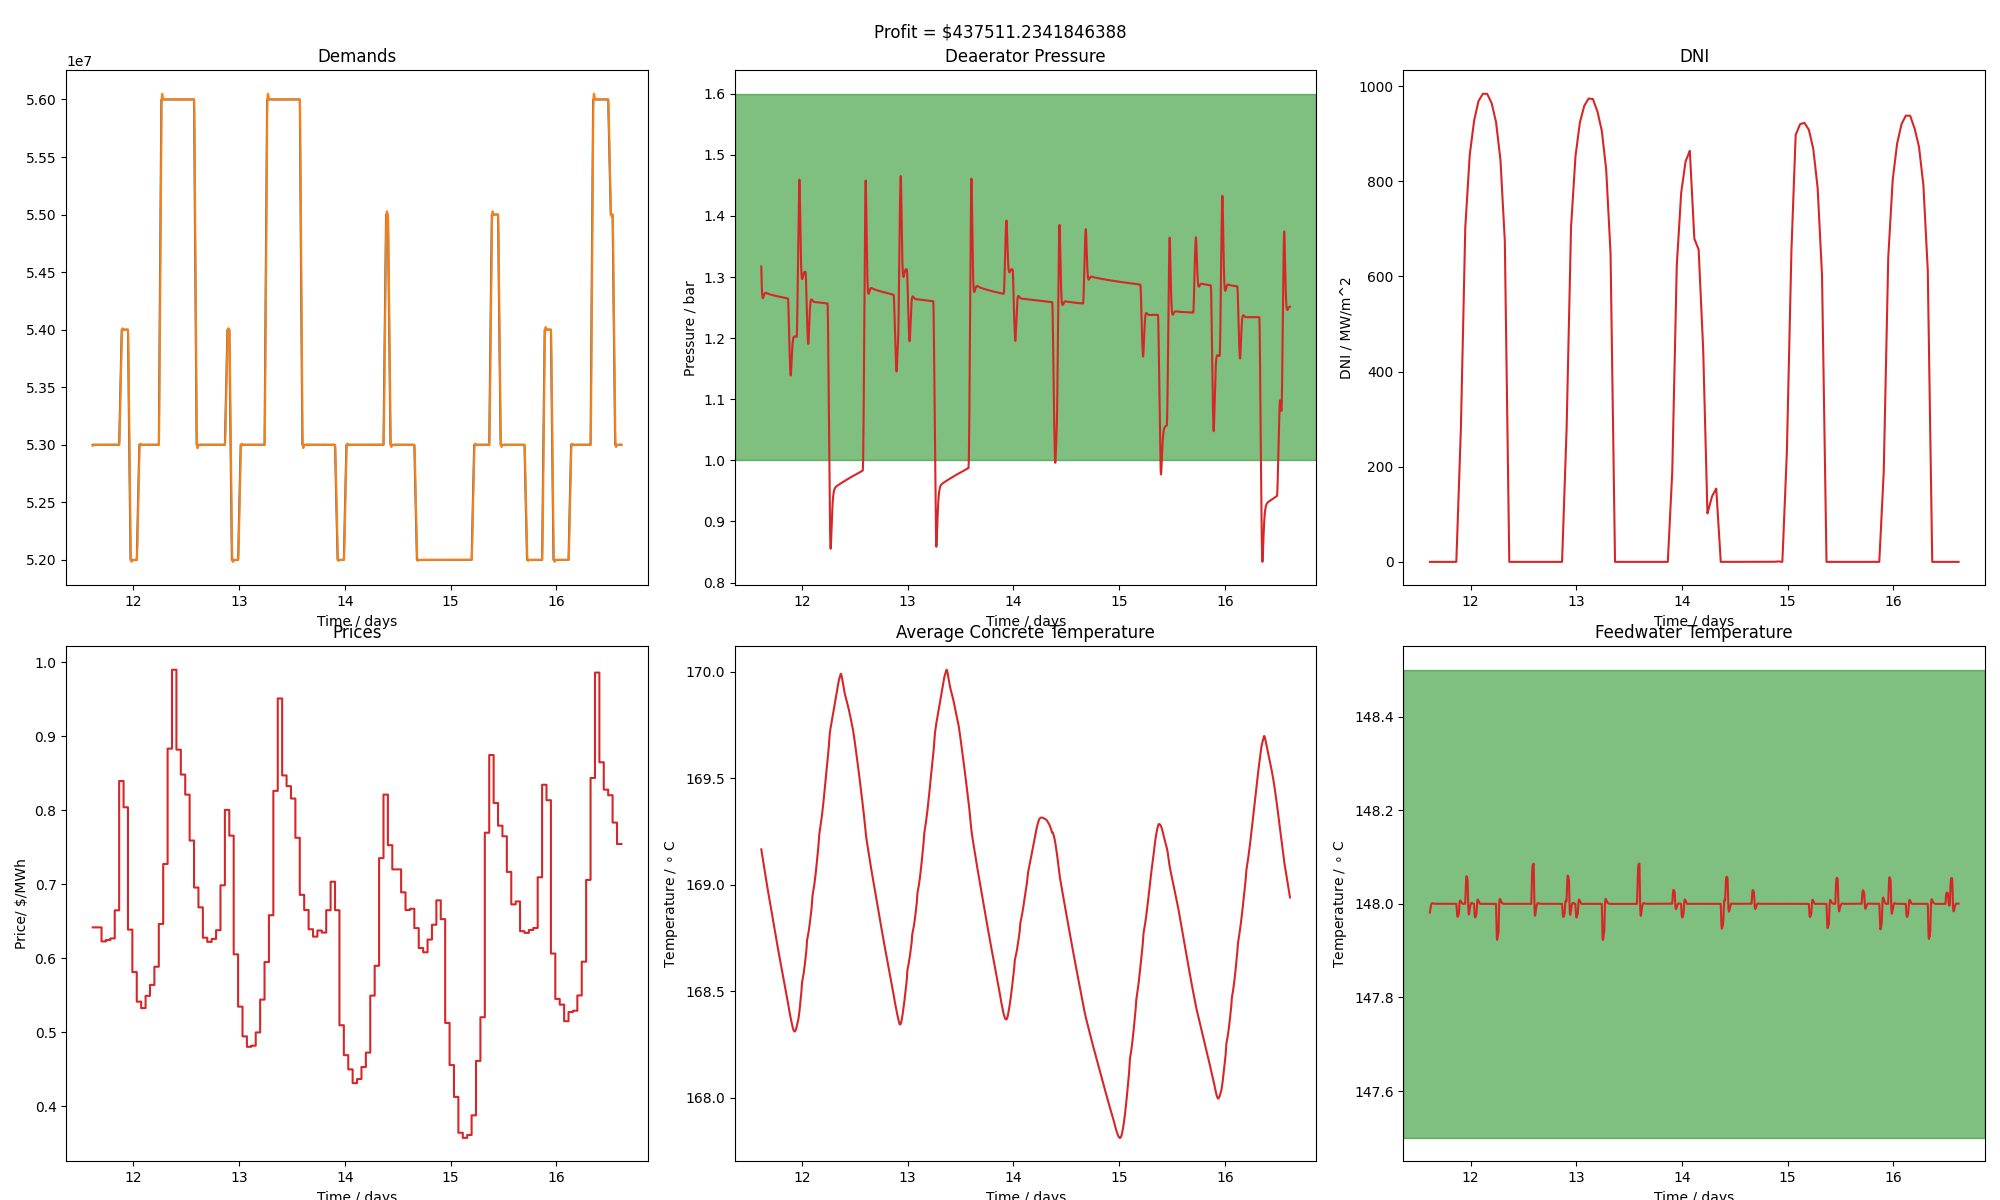 Profit = $437511.2341846388
Demands
1e7
5.60
5.55
5.50
5.45
5.40
5.35
5.30
5.25
5.20
12 13 14 15 16
Time / days
Deaerator Pressure
Pressure / bar
1.6
1.5
1.4
1.3
1.2
1.1
1.0
0.9
0.8
12 13 14 15 16
Time / days
DNI
DNI / MW/m^2
1000
800
600
400
200
0
12 13 14 15 16
Time / days
Prices
Price/ $/MWh
1.0
0.9
0.8
0.7
0.6
0.5
0.4
12 13 14 15 16
Time / days
Average Concrete Temperature
Temperature / ∘ C
170.0
169.5
169.0
168.5
168.0
12 13 14 15 16
Time / days
Feedwater Temperature
Temperature / ∘ C
148.4
148.2
148.0
147.8
147.6
12 13 14 15 16
Time / days